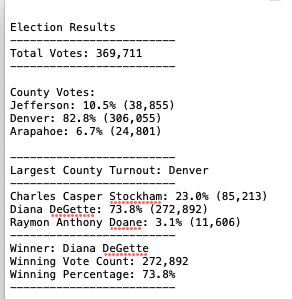 Election Results
-------------------------
Total Votes: 369,711
-------------------------
County Votes:
Jefferson: 10.5% (38,855)
Denver: 82.8% (306,055)
Arapahoe: 6.7% (24,801)
-------------------------
Largest County Turnout: Denver
-------------------------
Charles Casper Stockham: 23.0% (85,213)
Diana DeGette: 73.8% (272,892)
Raymon Anthony Doane: 3.1% (11,606)
-------------------------
Winner: Diana DeGette
Winning Vote Count: 272,892
Winning Percentage: 73.8%
-------------------------